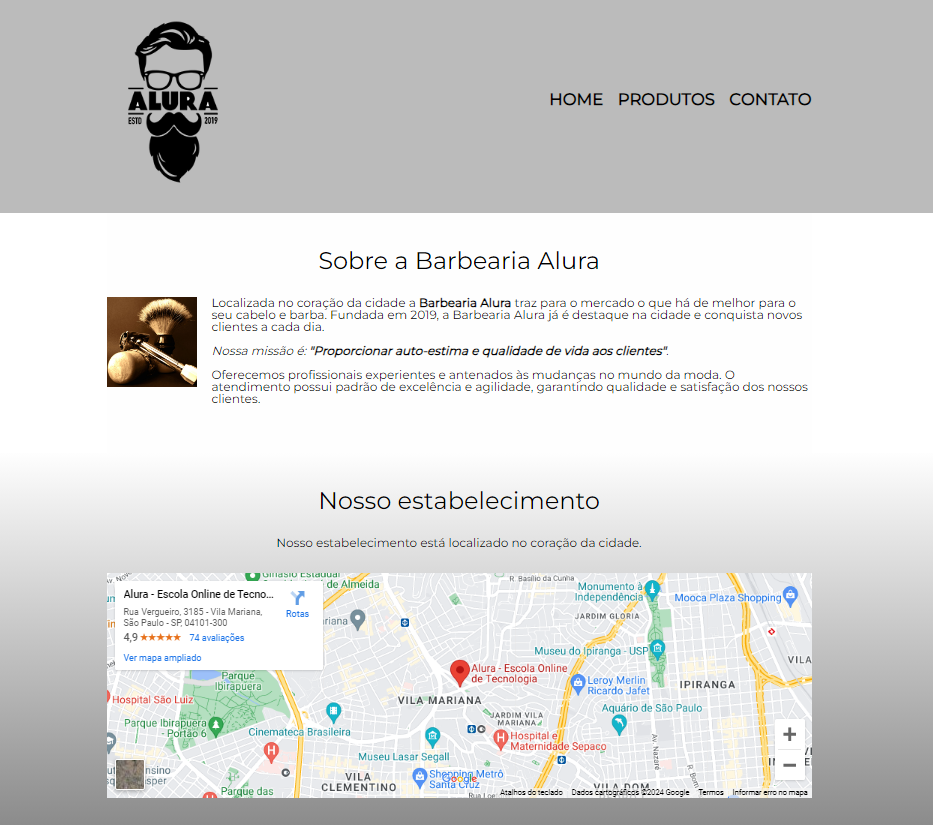 ALURA
ESTD 2019
HOME PRODUTOS CONTATO
Sobre a Barbearia Alura
Localizada no coração da cidade a Barbearia Alura traz para o mercado o que há de melhor para o
seu cabelo e barba. Fundada em 2019, a Barbearia Alura já é destaque na cidade e conquista novos
clientes a cada dia.
Nossa missão é: "Proporcionar auto-estima e qualidade de vida aos clientes".
Oferecemos profissionais experientes e antenados às mudanças no mundo da moda. O
atendimento possui padrão de excelência e agilidade, garantindo qualidade e satisfação dos nossos
clientes.
Nosso estabelecimento
Nosso estabelecimento está localizado no coração da cidade.
Alura - Escola Online de Tecno...
Rua Vergueiro, 3185 - Vila Mariana,
São Paulo - SP, 04101-300
4,9 74 avaliações
Ver mapa ampliado
Rotas
de Almeida
R. Basílio da Cunha
Monumento à
Independência
Mooca Plaza Shopping
JARDIM GLORIA
Museu do Ipiranga - USP
VILA
Alura - Escola Online
de Tecnologia
Leroy Merlin
Ricardo Jafet
IPIRANGA
Parque
Ibirapuera
Hospital São Luiz
VILA MARIANA
Aquário de São Paulo
Parque Ibirapuera -
Portão 6
Cinemateca Brasileira
JARDIM VILA
MARIANA
Hospital e
Maternidade Sepaco
Av. Nazaré
R. Bom
Museu Lasar Segall
VILA
CLEMENTINO
Shopping Metrô
Santa Cruz
Google
Parque das
VILA DOM
Rua Loe
Atalhos do teclado Dados cartográficos ©2024 Google Termos Informar erro no mapa